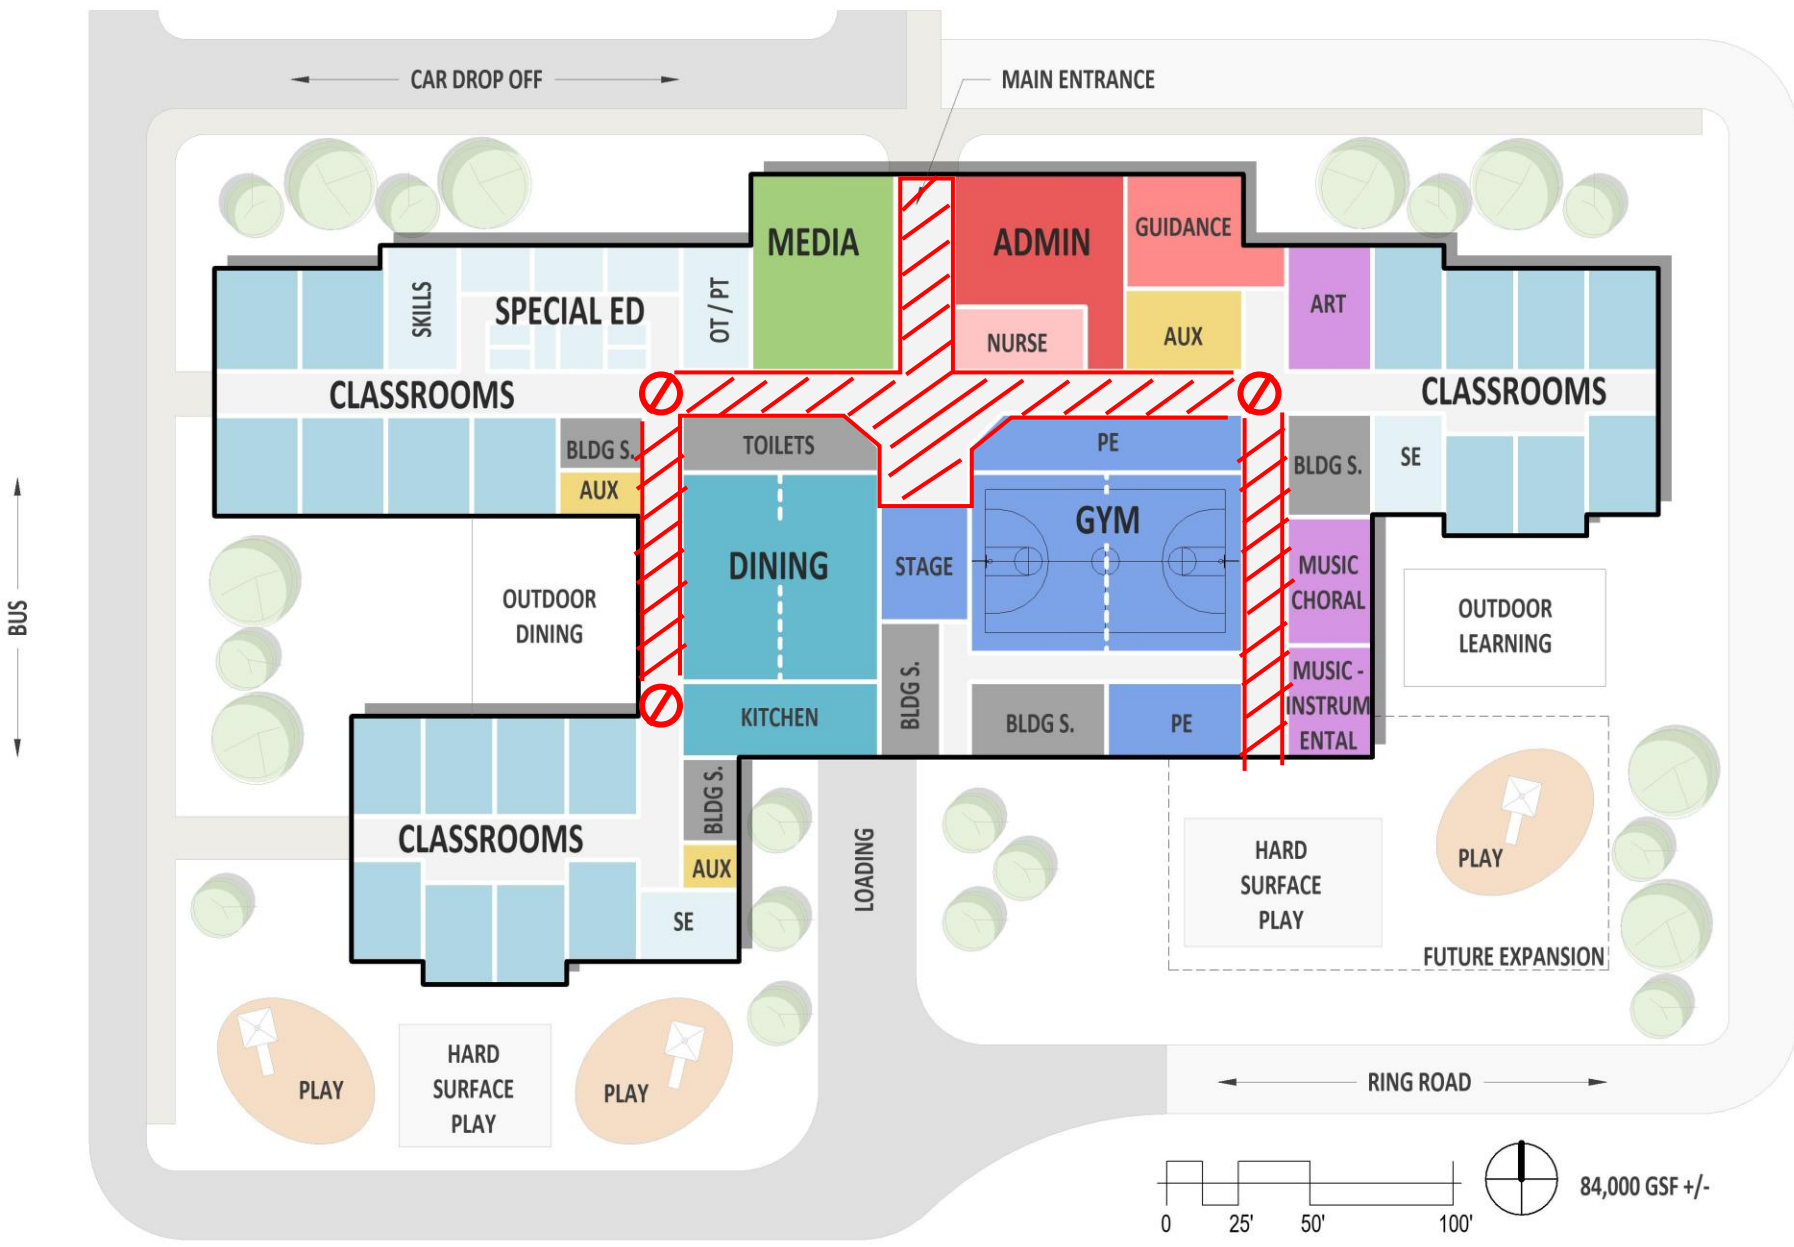 CAR DROP OFF
MAIN ENTRANCE
MEDIA
ADMIN
GUIDANCE
SKILLS
SPECIAL ED
OT / PT
NURSE
AUX
ART
CLASSROOMS
CLASSROOMS
BLDG S.
AUX
TOILETS
PE
BLDG S.
SE
GYM
DINING
STAGE
MUSIC
CHORAL
OUTDOOR
DINING
OUTDOOR
LEARNING
BUS
KITCHEN
BLDG S.
BLDG S.
PE
MUSIC -
INSTRUM
ENTAL
CLASSROOMS
BLDG S.
AUX
SE
LOADING
HARD
SURFACE
PLAY
PLAY
FUTURE EXPANSION
PLAY
HARD
SURFACE
PLAY
PLAY
RING ROAD
0 25' 50' 100'
84,000 GSF +/-